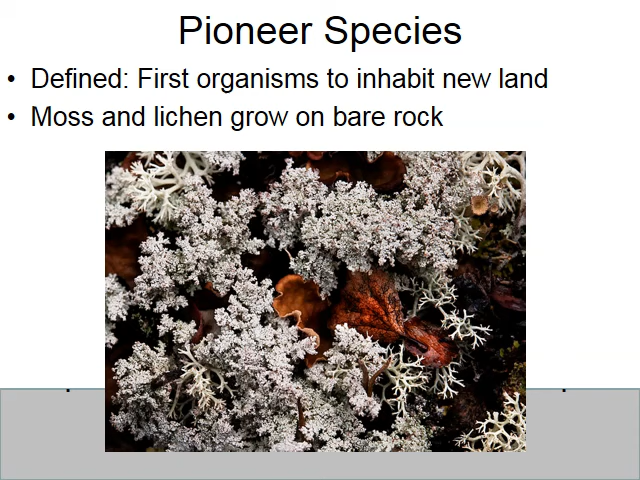 Pioneer Species
• Defined: First organisms to inhabit new land
• Moss and lichen grow on bare rock